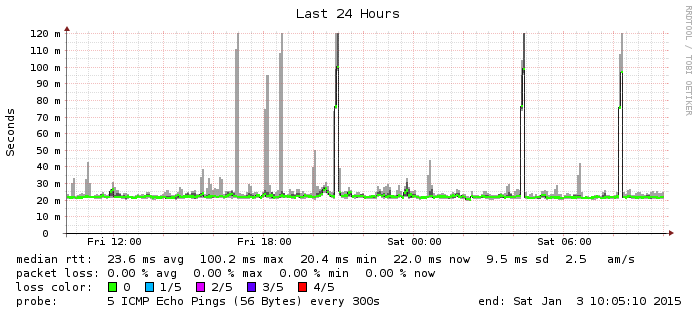 Last 24 Hours
RRDTOOL / TOBI OETIKER
Seconds
120 m
110 m
100 m
90 m
80 m
70 m
60 m
50 m
40 m
30 m
20 m
10 m
0
Fri 12:00 Fri 18:00 Sat 00:00 Sat 06:00
median rtt: 23.6 ms avg 100.2 ms max 20.4 ms min 22.0 ms now 9.5 ms sd 2.5 am/s
packet loss: 0.00 % avg 0.00 % max 0.00 % min 0.00 % now
loss color: 0 1/5 2/5 3/5 4/5
probe: 5 ICMP Echo Pings (56 Bytes) every 300s end: Sat Jan 3 10:05:10 2015